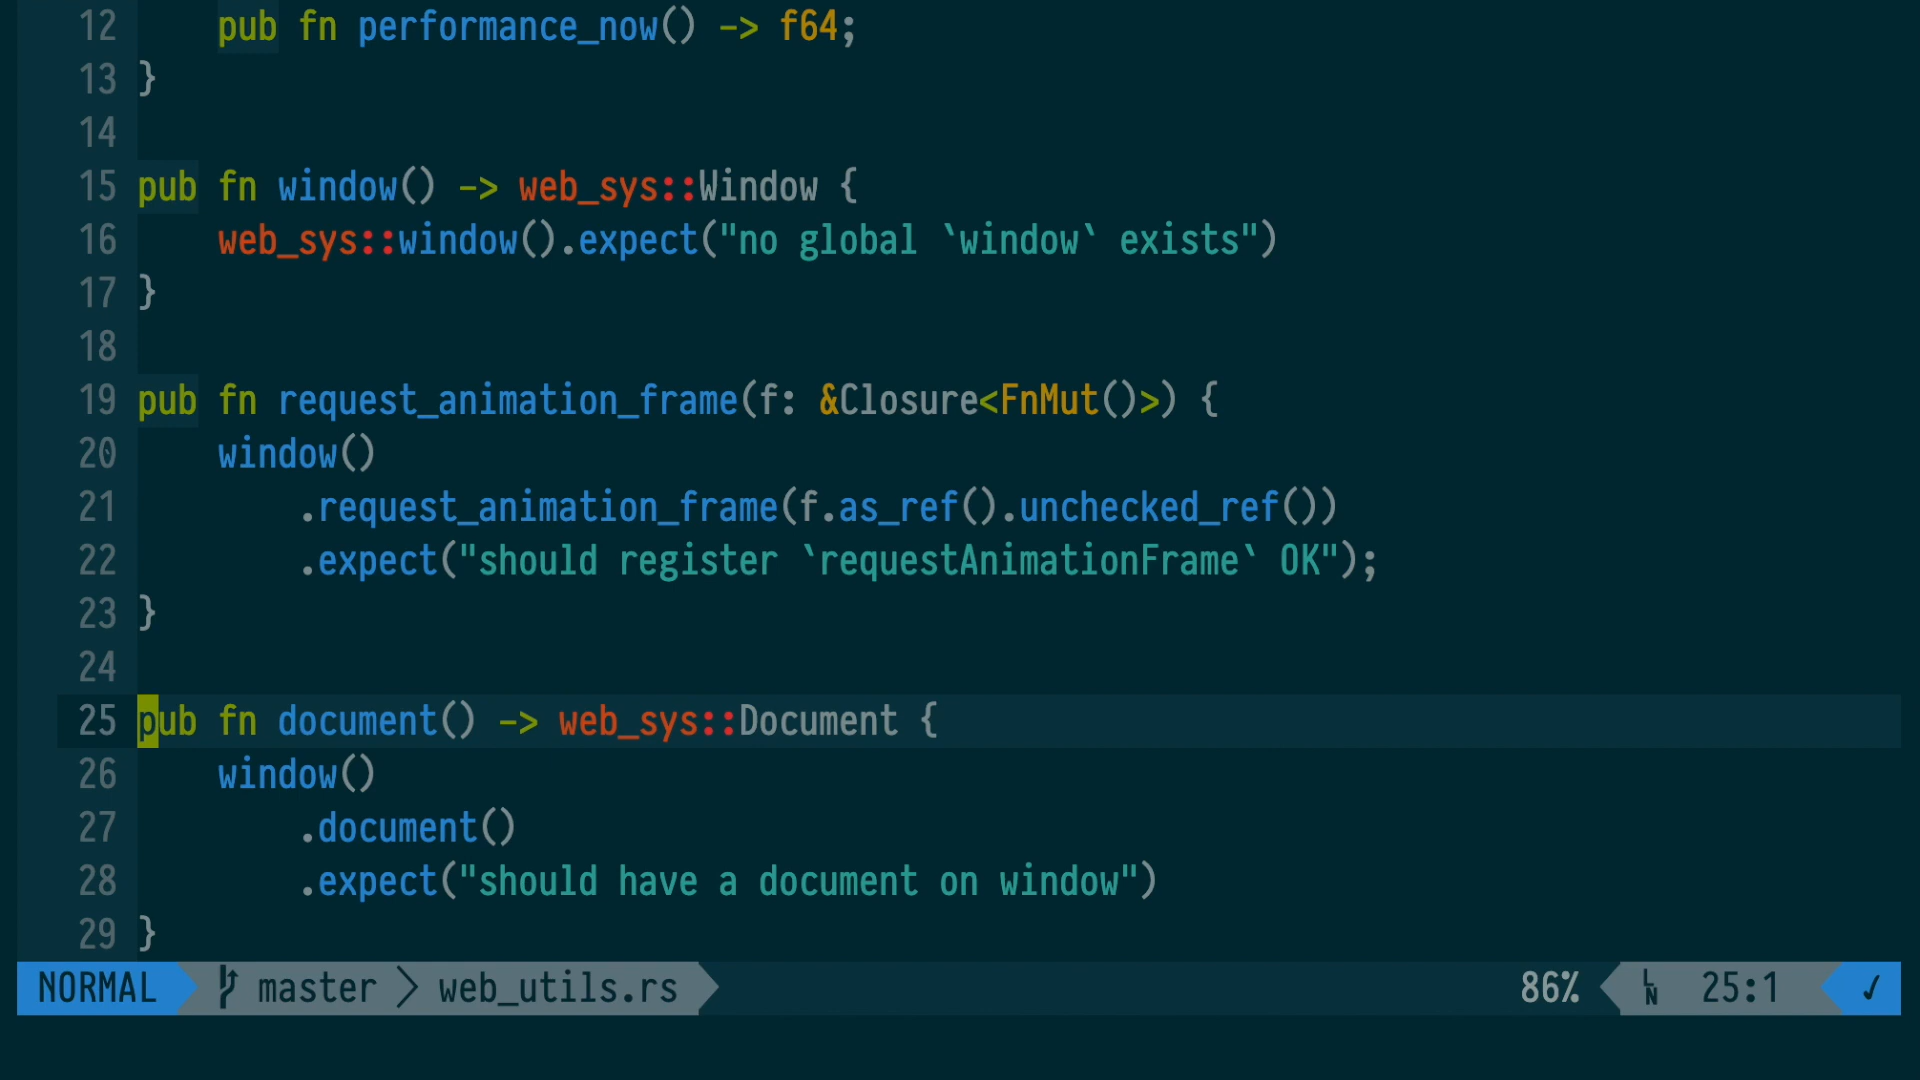 12     pub fn performance_now() -> f64;
13 }
14
15 pub fn window() -> web_sys::Window {
16     web_sys::window().expect("no global `window` exists")
17 }
18
19 pub fn request_animation_frame(f: &Closure<FnMut()>) {
20     window()
21         .request_animation_frame(f.as_ref().unchecked_ref())
22         .expect("should register `requestAnimationFrame` OK");
23 }
24
25 pub fn document() -> web_sys::Document {
26     window()
27         .document()
28         .expect("should have a document on window")
29 }
NORMAL master web_utils.rs 86% LN 25:1 ✓